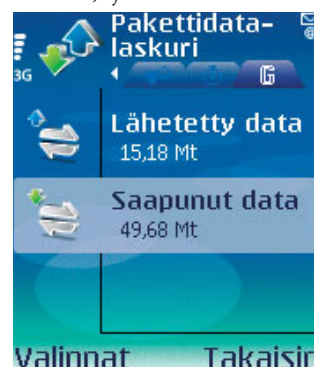 Pakettidata-
laskuri
3G
Lähetetty data
15,18 Mt
Saapunut data
49,68 Mt
Valinnat Takaisin